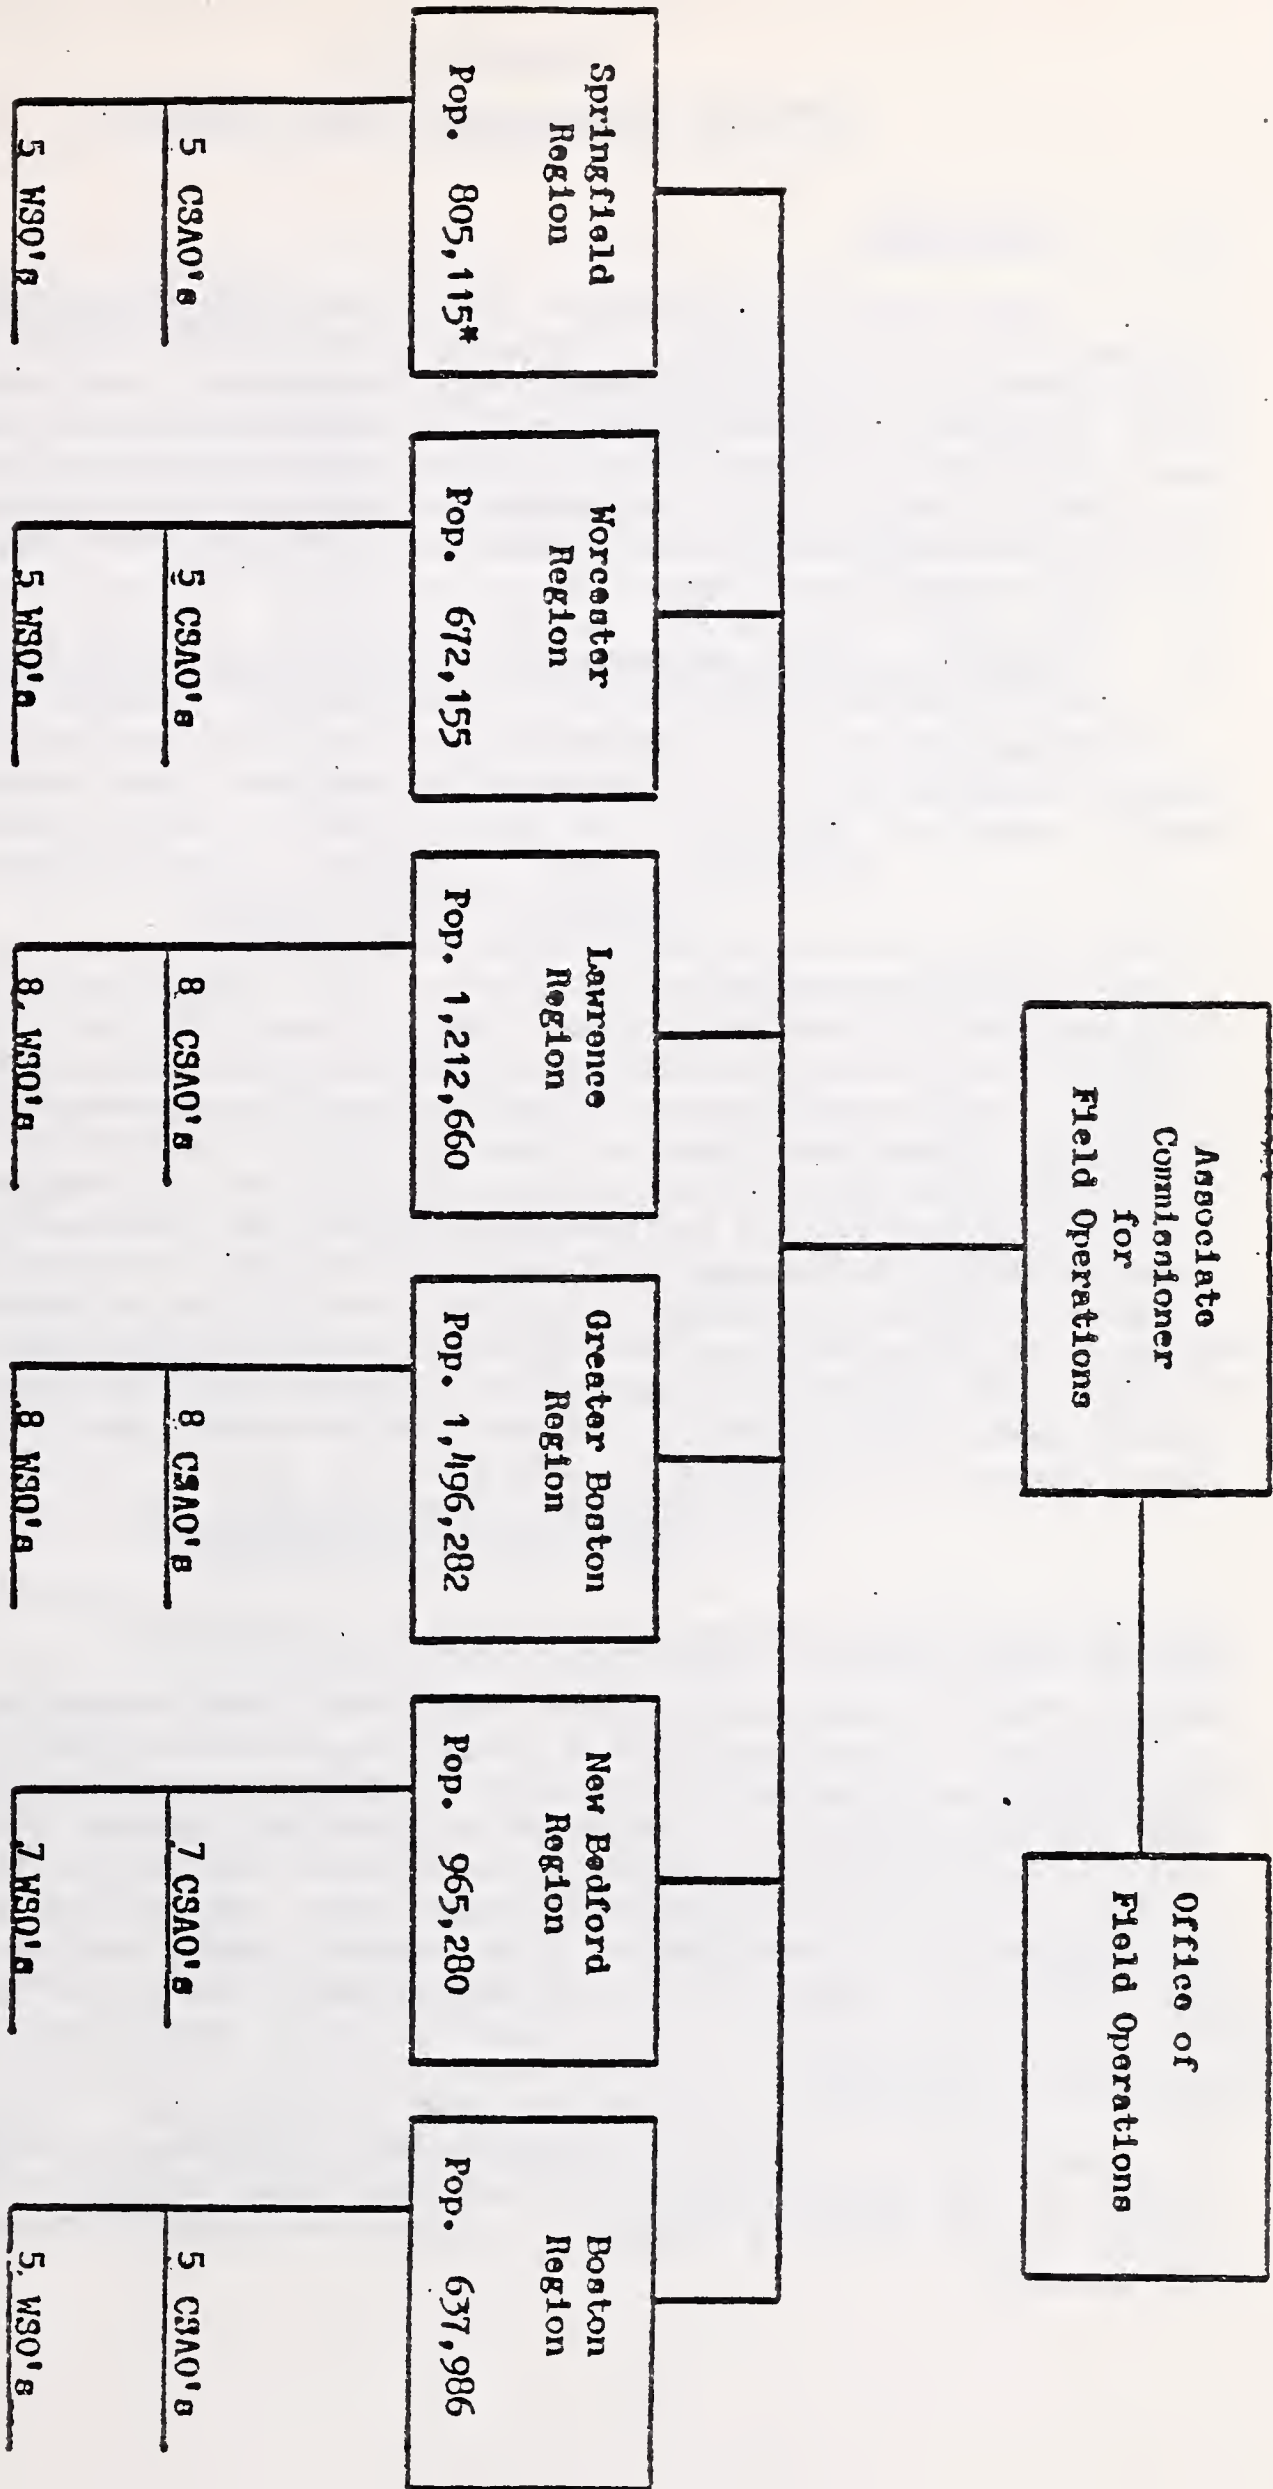 Associate
Commissioner
for
Field Operations
Office of
Field Operations
Springfield
Region
Pop. 805,115*
Worcester
Region
Pop. 672,155
Lawrence
Region
Pop. 1,212,660
Greater Boston
Region
Pop. 1,496,282
New Bedford
Region
Pop. 965,280
Boston
Region
Pop. 637,986
5 CSAO's
5 WSO's
5 CSAO's
5 WSO's
8 CSAO's
8 WSO's
8 CSAO's
8 WSO's
7 CSAO's
7 WSO's
5 CSAO's
5 WSO's